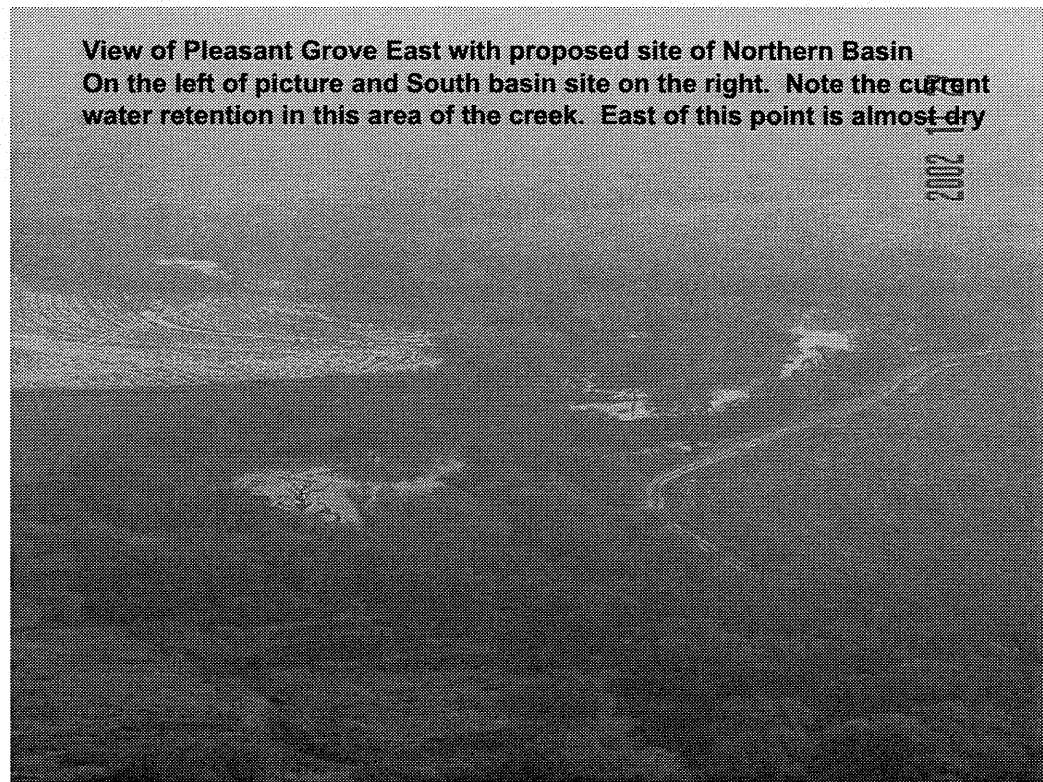 View of Pleasant Grove East with proposed site of Northern Basin
On the left of picture and South basin site on the right. Note the current
water retention in this area of the creek. East of this point is almost dry
2002